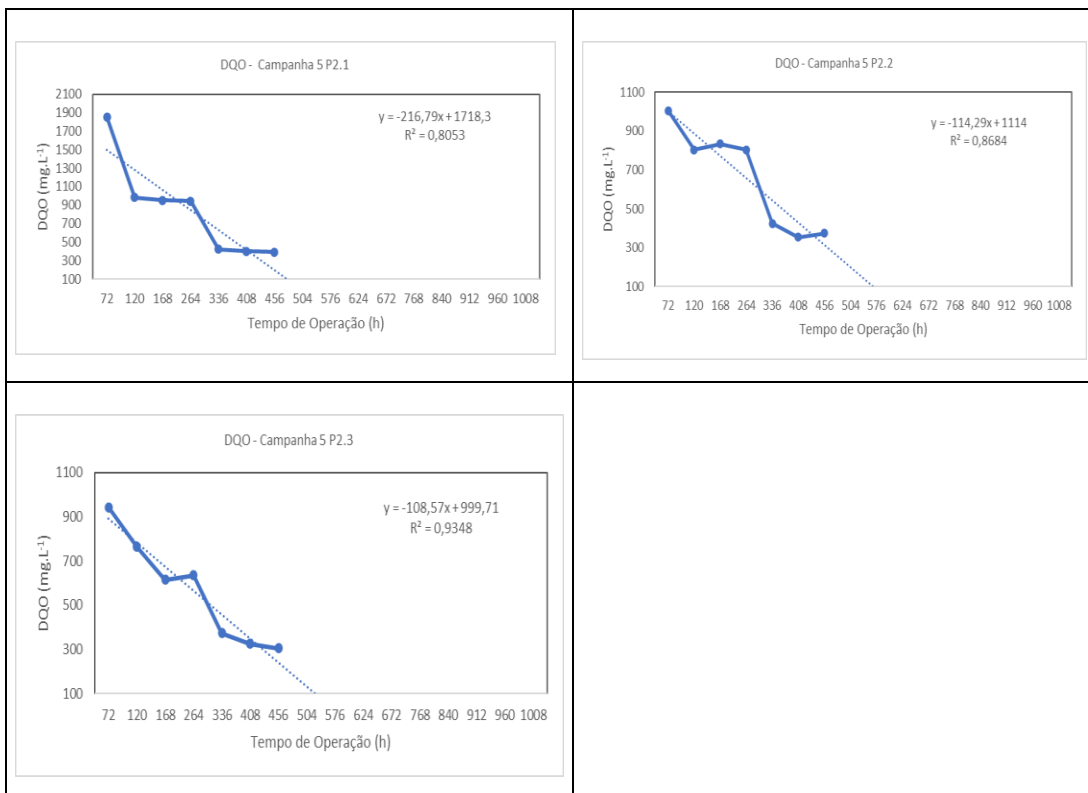 DQO - Campanha 5 P2.1
2100
1900
1700
1500
1300
1100
900
700
500
300
100
DQO (mg.L⁻¹)
y = -216,79x + 1718,3
R² = 0,8053
72 120 168 264 336 408 456 504 576 624 672 768 840 912 960 1008
Tempo de Operação (h)
DQO - Campanha 5 P2.2
1100
900
700
500
300
100
DQO (mg.L⁻¹)
y = -114,29x + 1114
R² = 0,8684
72 120 168 264 336 408 456 504 576 624 672 768 840 912 960 1008
Tempo de Operação (h)
DQO - Campanha 5 P2.3
1100
900
700
500
300
100
DQO (mg.L⁻¹)
y = -108,57x + 999,71
R² = 0,9348
72 120 168 264 336 408 456 504 576 624 672 768 840 912 960 1008
Tempo de Operação (h)